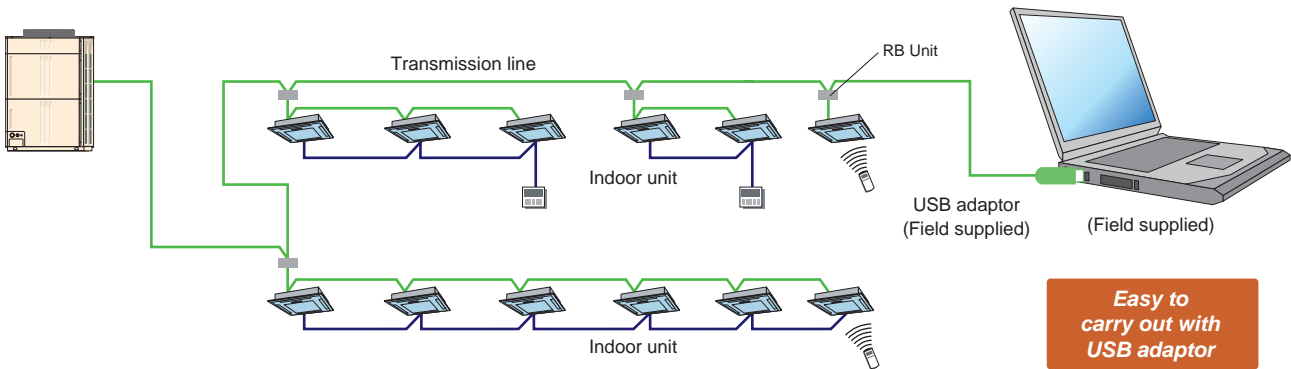 RB Unit
Transmission line
Indoor unit
USB adaptor
(Field supplied)
(Field supplied)
Indoor unit
Easy to
carry out with
USB adaptor